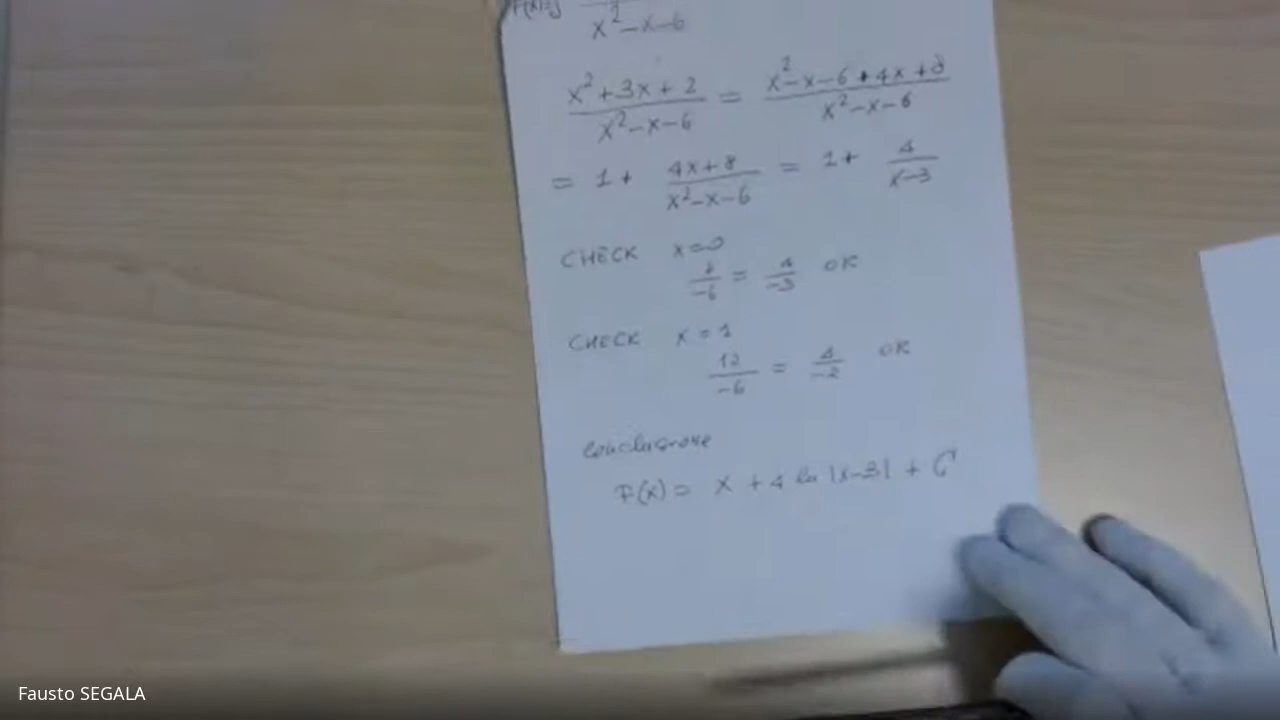 F(x)=∫
x²-x-6
x²+3x+2 / x²-x-6 = x²-x-6+4x+8 / x²-x-6
= 1+ 4x+8 / x²-x-6 = 1+ 4 / x-3
CHECK x=0
/ -6 = 4 / -3 OK
CHECK x=1
12 / -6 = 4 / -2 OK
conclusione
F(x)= x+4 ln |x-3| + C
Fausto SEGALA